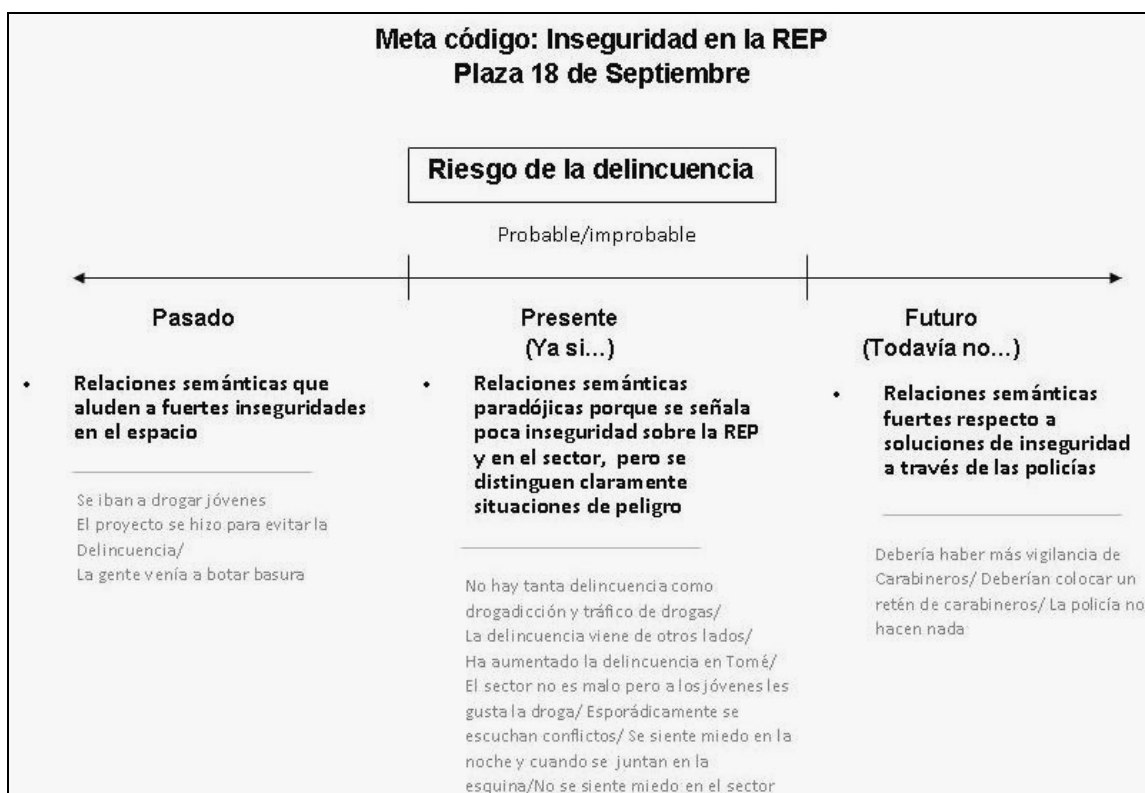 Meta código: Inseguridad en la REP
Plaza 18 de Septiembre
Riesgo de la delincuencia
Probable/improbable
Pasado
• Relaciones semánticas que
aluden a fuertes inseguridades
en el espacio
Se iban a drogar jóvenes
El proyecto se hizo para evitar la
Delincuencia/
La gente venía a botar basura
Presente
(Ya si...)
• Relaciones semánticas
paradójicas porque se señala
poca inseguridad sobre la REP
y en el sector, pero se
distinguen claramente
situaciones de peligro
No hay tanta delincuencia como
drogadicción y tráfico de drogas/
La delincuencia viene de otros lados/
Ha aumentado la delincuencia en Tomé/
El sector no es malo pero a los jóvenes les
gusta la droga/ Esporádicamente se
escuchan conflictos/ Se siente miedo en la
noche y cuando se juntan en la
esquina/No se siente miedo en el sector
Futuro
(Todavía no...)
• Relaciones semánticas
fuertes respecto a
soluciones de inseguridad
a través de las policías
Debería haber más vigilancia de
Carabineros/ Deberían colocar un
retén de carabineros/ La policía no
hacen nada